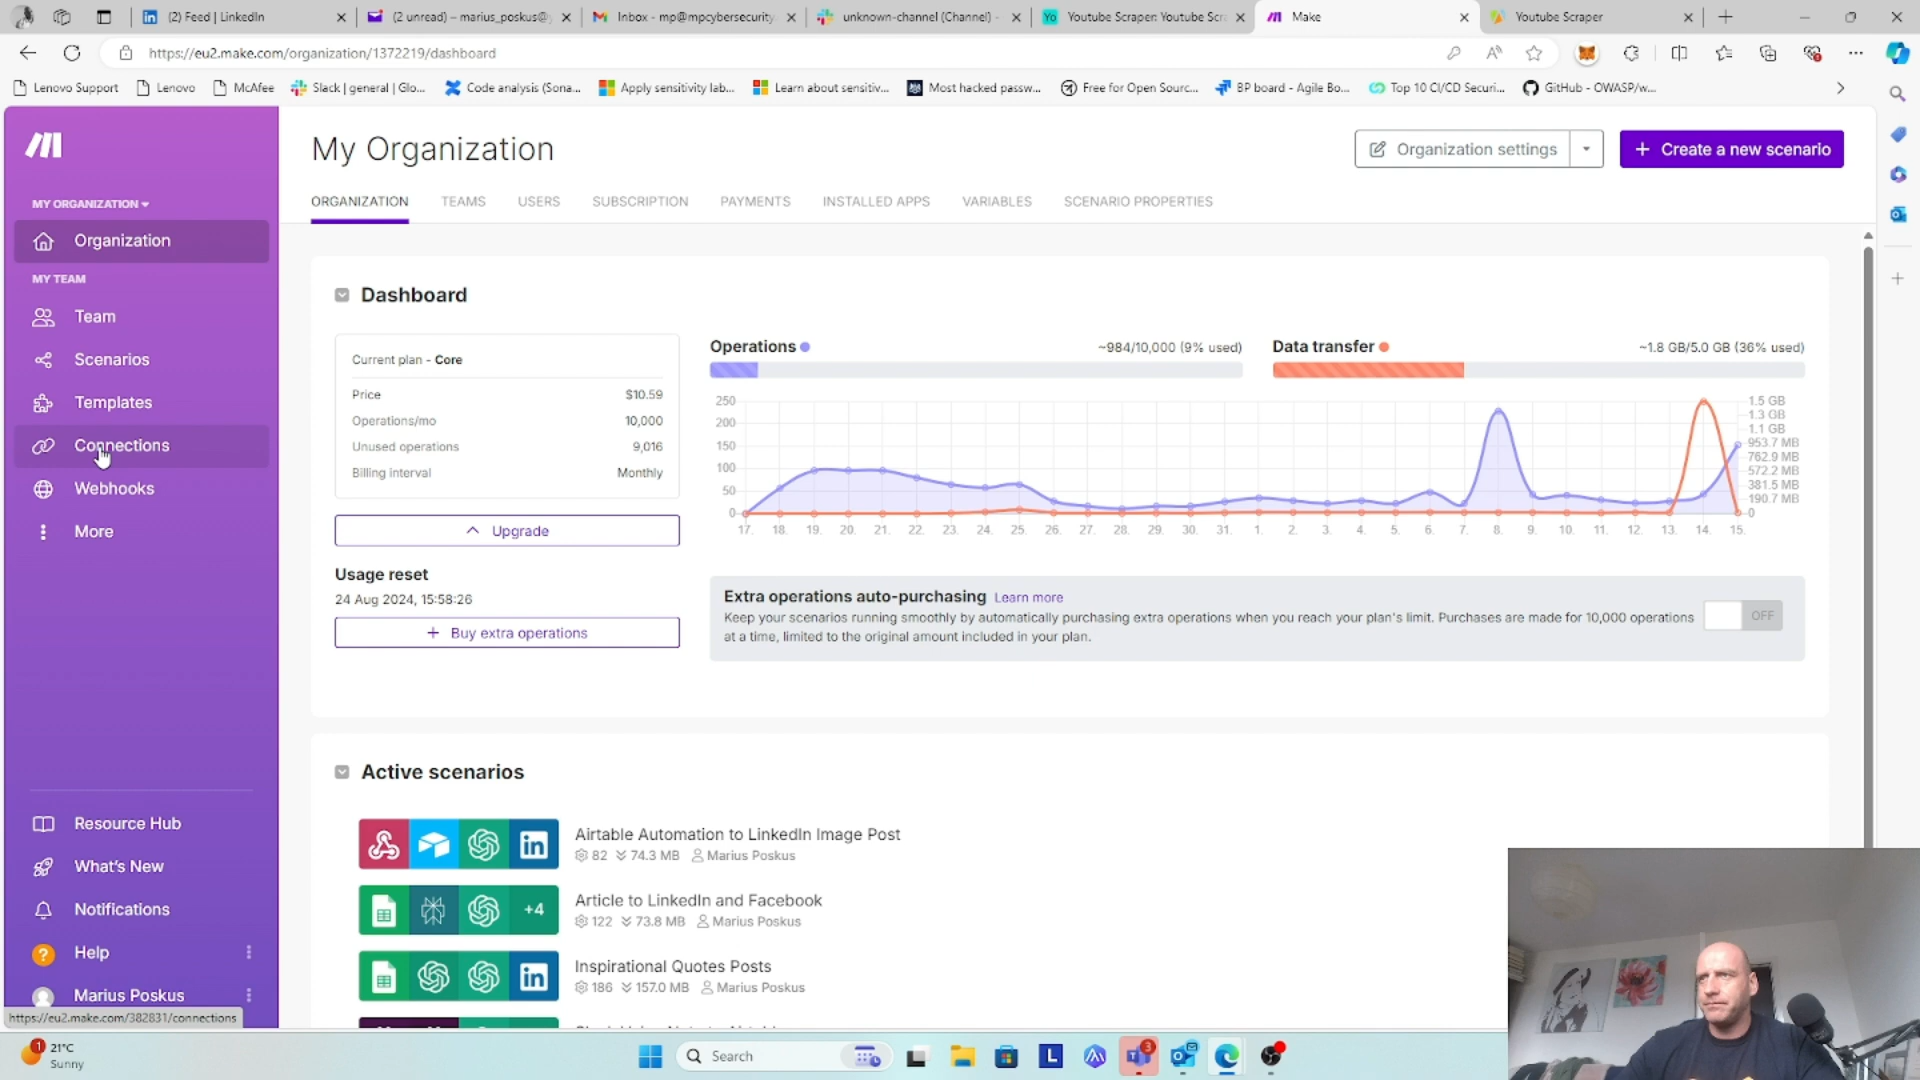 (2) Feed | LinkedIn
(2 unread) – marius_poskus@y
Inbox - mp@mpcybersecurity.
unknown-channel (Channel) -
Yo
Youtube Scraper: Youtube Scra
Make
Youtube Scraper
https://eu2.make.com/organization/1372219/dashboard
Lenovo Support
Lenovo
McAfee
Slack | general | Glo...
Code analysis (Sona...
Apply sensitivity lab...
Learn about sensitiv...
Most hacked passw...
Free for Open Sourc...
BP board - Agile Bo...
Top 10 CI/CD Securi...
GitHub - OWASP/w...
My Organization
Organization settings
+ Create a new scenario
ORGANIZATION
TEAMS
USERS
SUBSCRIPTION
PAYMENTS
INSTALLED APPS
VARIABLES
SCENARIO PROPERTIES
MY ORGANIZATION
Organization
MY TEAM
Team
Scenarios
Templates
Connections
Webhooks
More
Resource Hub
What's New
Notifications
? Help
Marius Poskus
https://eu2.make.com/382831/connections
Dashboard
Current plan - Core
Price $10.59
Operations/mo 10,000
Unused operations 9,016
Billing interval Monthly
Upgrade
Usage reset
24 Aug 2024, 15:58:26
+ Buy extra operations
Operations
~984/10,000 (9% used)
Data transfer
~1.8 GB/5.0 GB (36% used)
250
200
150
100
50
0
1.5 GB
1.3 GB
1.1 GB
953.7 MB
762.9 MB
572.2 MB
381.5 MB
190.7 MB
0
17. 18. 19. 20. 21. 22. 23. 24. 25. 26. 27. 28. 29. 30. 31. 1. 2. 3. 4. 5. 6. 7. 8. 9. 10. 11. 12. 13. 14. 15.
Extra operations auto-purchasing Learn more
Keep your scenarios running smoothly by automatically purchasing extra operations when you reach your plan's limit. Purchases are made for 10,000 operations
at a time, limited to the original amount included in your plan.
OFF
Active scenarios
in
Airtable Automation to LinkedIn Image Post
82 74.3 MB Marius Poskus
+4
Article to LinkedIn and Facebook
122 73.8 MB Marius Poskus
in
Inspirational Quotes Posts
186 157.0 MB Marius Poskus
1
21°C
Sunny
Search
L
3